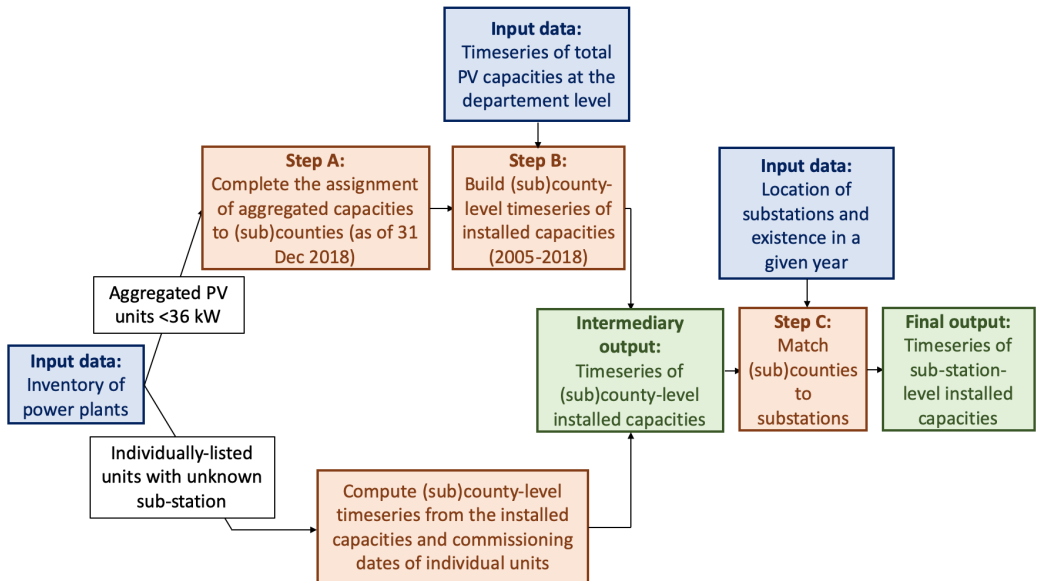 Input data:
Timeseries of total
PV capacities at the
departement level
Step A:
Complete the assignment
of aggregated capacities
to (sub)counties (as of 31
Dec 2018)
Step B:
Build (sub)county-
level timeseries of
installed capacities
(2005-2018)
Input data:
Location of
substations and
existence in a
given year
Aggregated PV
units <36 kW
Input data:
Inventory of
power plants
Individually-listed
units with unknown
sub-station
Compute (sub)county-level
timeseries from the installed
capacities and commissioning
dates of individual units
Intermediary
output:
Timeseries of
(sub)county-level
installed capacities
Step C:
Match
(sub)counties
to
substations
Final output:
Timeseries of
sub-station-
level installed
capacities